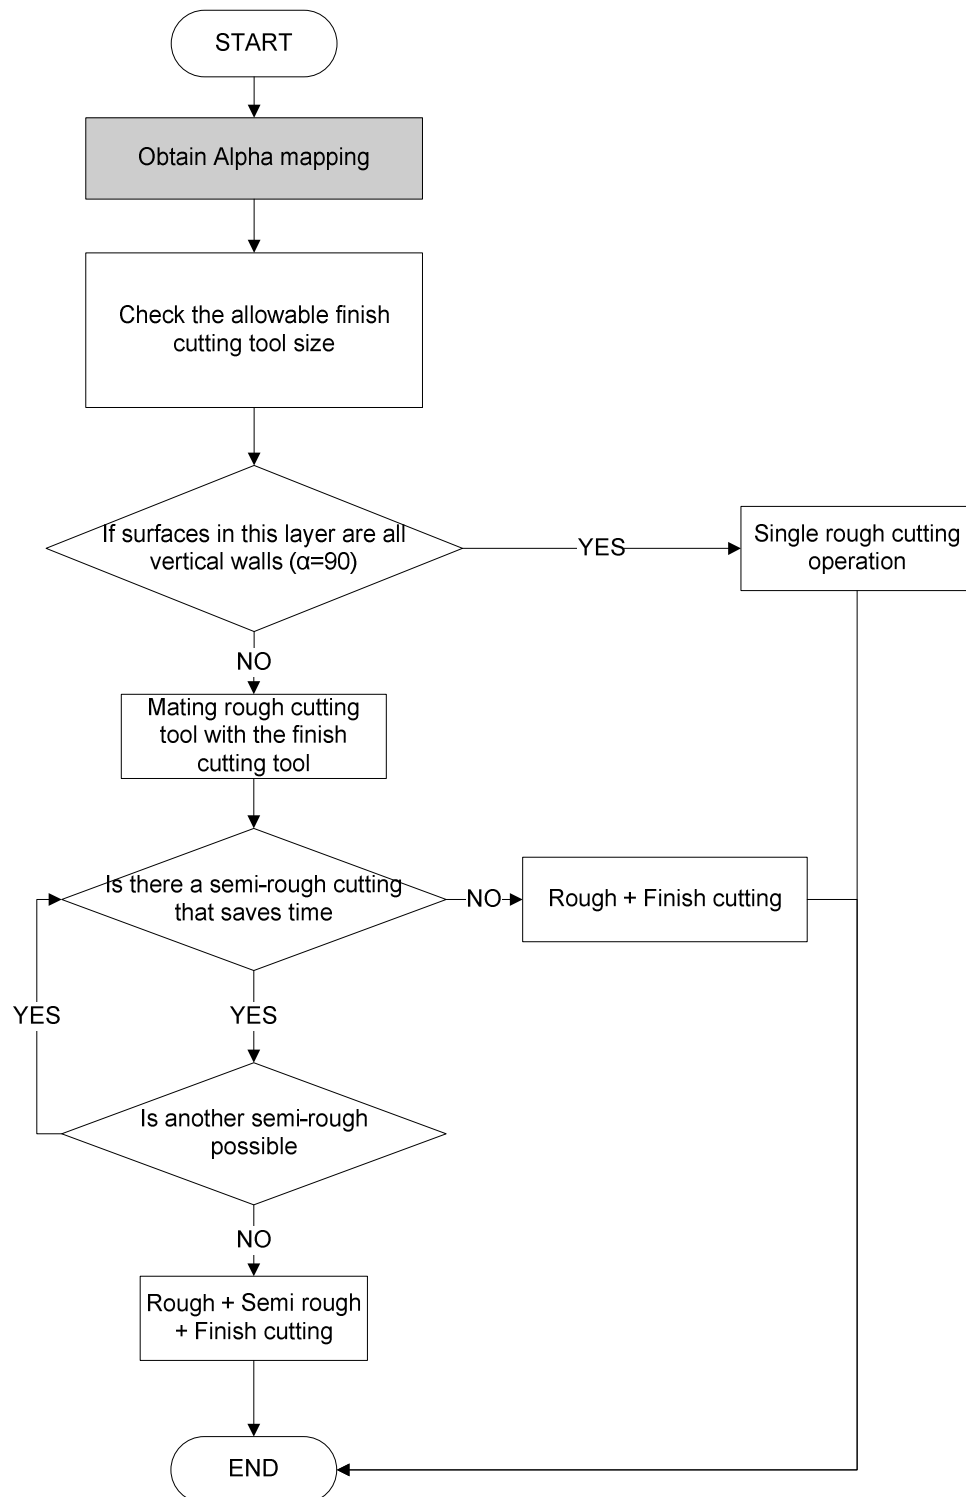 START
Obtain Alpha mapping
Check the allowable finish
cutting tool size
If surfaces in this layer are all
vertical walls (α=90)
YES
Single rough cutting
operation
NO
Mating rough cutting
tool with the finish
cutting tool
Is there a semi-rough cutting
that saves time
NO
Rough + Finish cutting
YES
YES
Is another semi-rough
possible
NO
Rough + Semi rough
+ Finish cutting
END